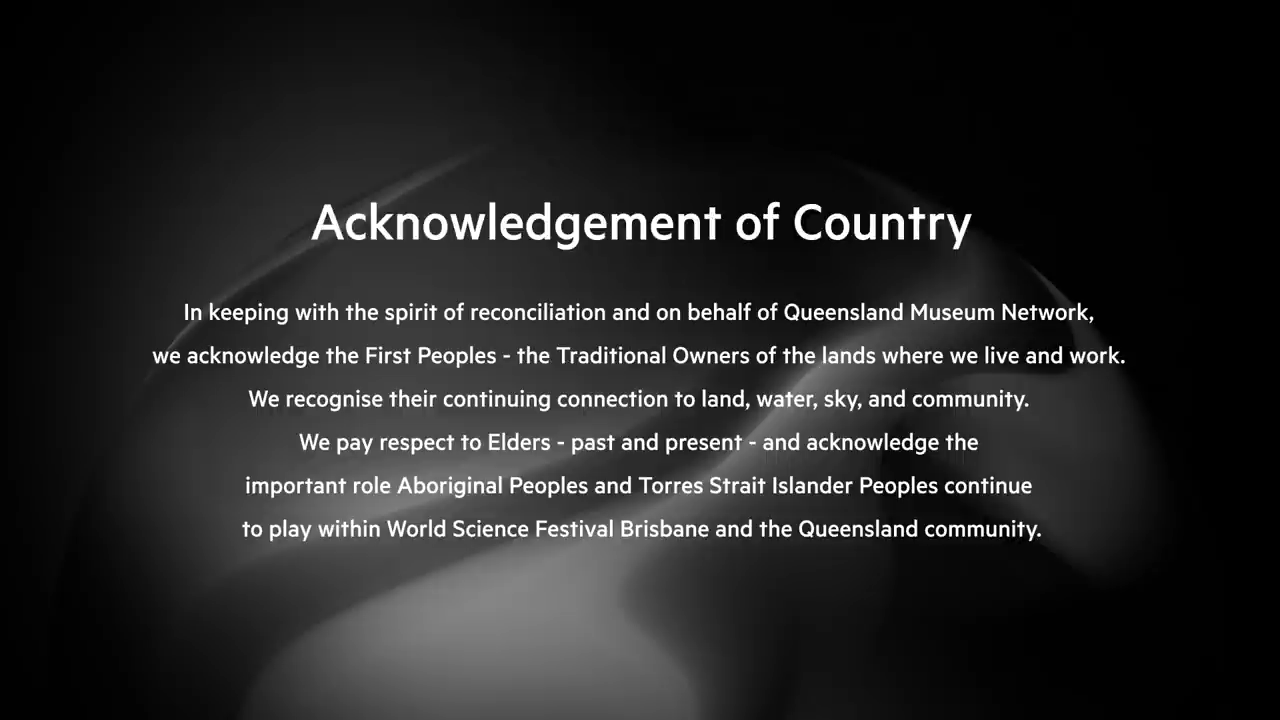 Acknowledgement of Country
In keeping with the spirit of reconciliation and on behalf of Queensland Museum Network,
we acknowledge the First Peoples - the Traditional Owners of the lands where we live and work.
We recognise their continuing connection to land, water, sky, and community.
We pay respect to Elders - past and present - and acknowledge the
important role Aboriginal Peoples and Torres Strait Islander Peoples continue
to play within World Science Festival Brisbane and the Queensland community.